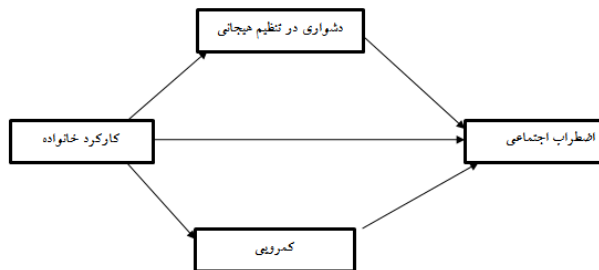 دشواری در تنظیم هیجانی
کارکرد خانواده
اضطراب اجتماعی
کمرویی